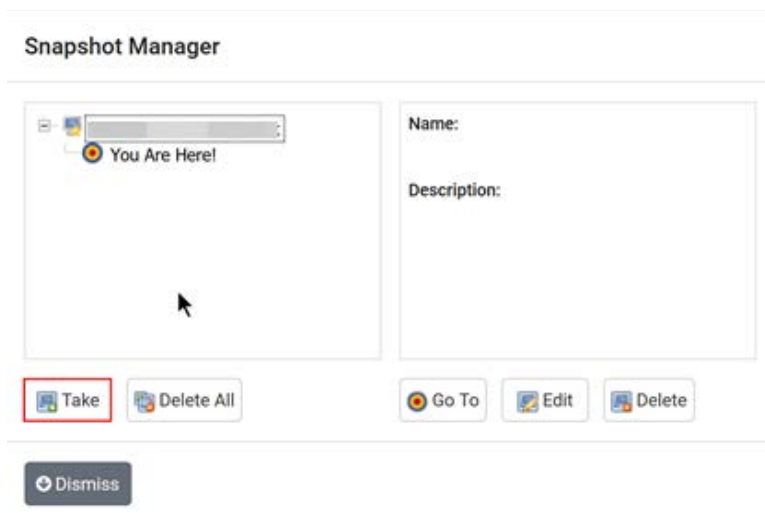 Snapshot Manager
You Are Here!
Name:
Description:
Take
Delete All
Go To
Edit
Delete
Dismiss